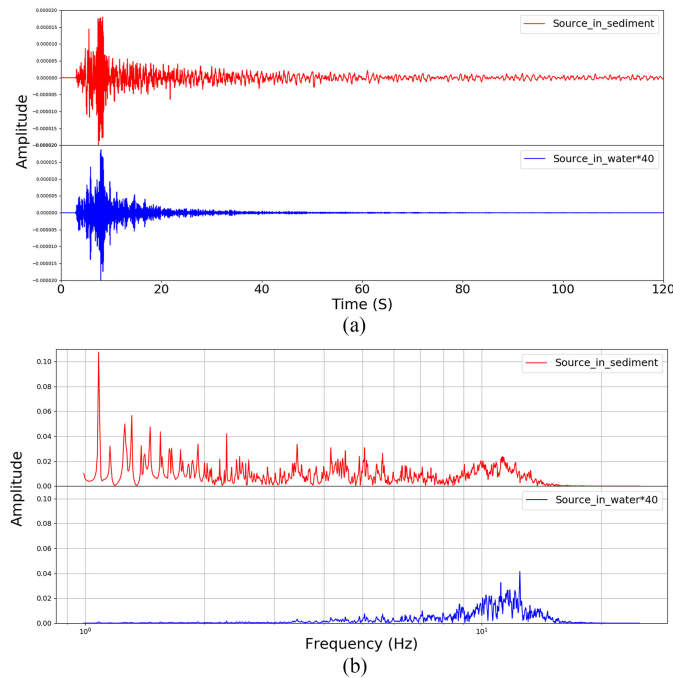 0.000020
0.000015
0.000010
0.000005
0.000000
−0.000005
−0.000010
−0.000015
−0.000020
Source_in_sediment
0.000015
0.000010
0.000005
0.000000
−0.000005
−0.000010
−0.000015
−0.000020
Source_in_water*40
Amplitude
0 20 40 60 80 100 120
Time (S)
(a)
0.10
0.08
0.06
0.04
0.02
0.00
Source_in_sediment
0.10
0.08
0.06
0.04
0.02
0.00
Source_in_water*40
Amplitude
10⁰ 10¹
Frequency (Hz)
(b)